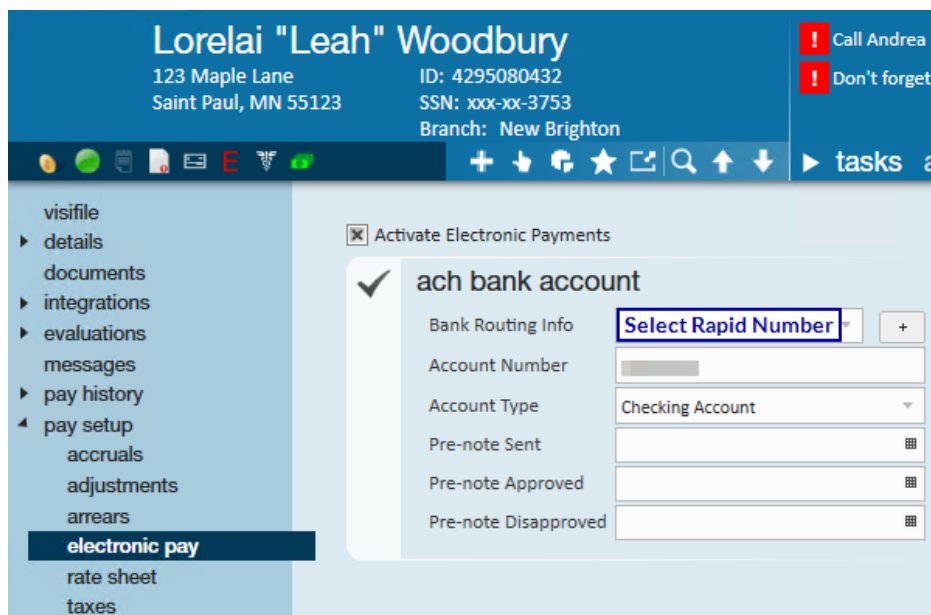 Lorelai "Leah" Woodbury
123 Maple Lane
Saint Paul, MN 55123
ID: 4295080432
SSN: xxx-xx-3753
Branch: New Brighton
! Call Andrea
! Don't forget
E
tasks
visifile
details
documents
integrations
evaluations
messages
pay history
pay setup
accruals
adjustments
arrears
electronic pay
rate sheet
taxes
Activate Electronic Payments
ach bank account
Bank Routing Info Select Rapid Number +
Account Number
Account Type Checking Account
Pre-note Sent
Pre-note Approved
Pre-note Disapproved